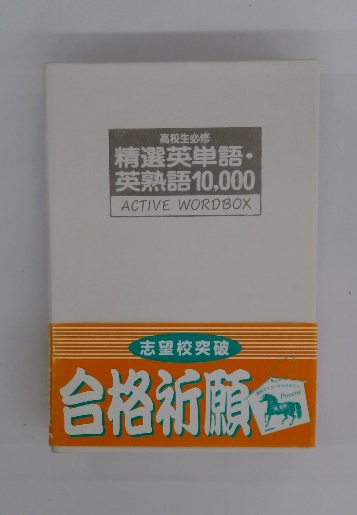 高校生必修
精選英単語・
英熟語10,000
ACTIVE WORDBOX
志望校突破
合格祈願
Present